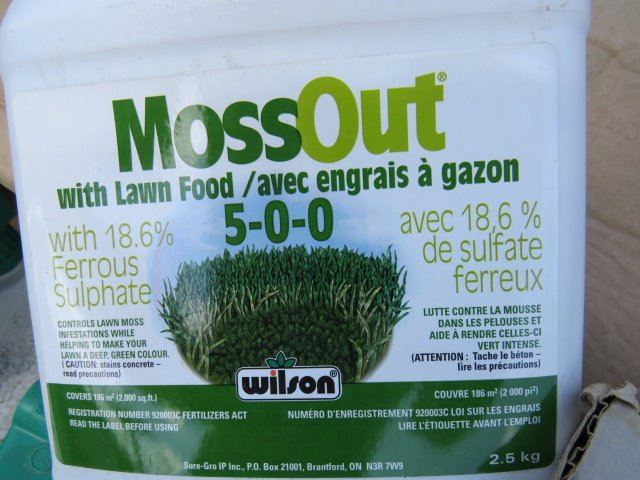 MossOut®
with Lawn Food / avec engrais à gazon
5-0-0
with 18.6%
Ferrous
Sulphate
avec 18,6 %
de sulfate
ferreux
CONTROLS LAWN MOSS
INFESTATIONS WHILE
HELPING TO MAKE YOUR
LAWN A DEEP, GREEN COLOUR.
(CAUTION: stains concrete –
read precautions)
LUTTE CONTRE LA MOUSSE
DANS LES PELOUSES ET
AIDE À RENDRE CELLES-CI
VERT INTENSE.
(ATTENTION : Tache le béton –
lire les précautions)
wilson®
COVERS 186 m² (2,000 sq.ft.)
COUVRE 186 m² (2 000 pi²)
REGISTRATION NUMBER 920003C FERTILIZERS ACT
READ THE LABEL BEFORE USING
NUMÉRO D'ENREGISTREMENT 920003C LOI SUR LES ENGRAIS
LIRE L'ÉTIQUETTE AVANT L'EMPLOI
Sure-Gro IP Inc., P.O. Box 21001, Brantford, ON N3R 7W9
2.5 kg